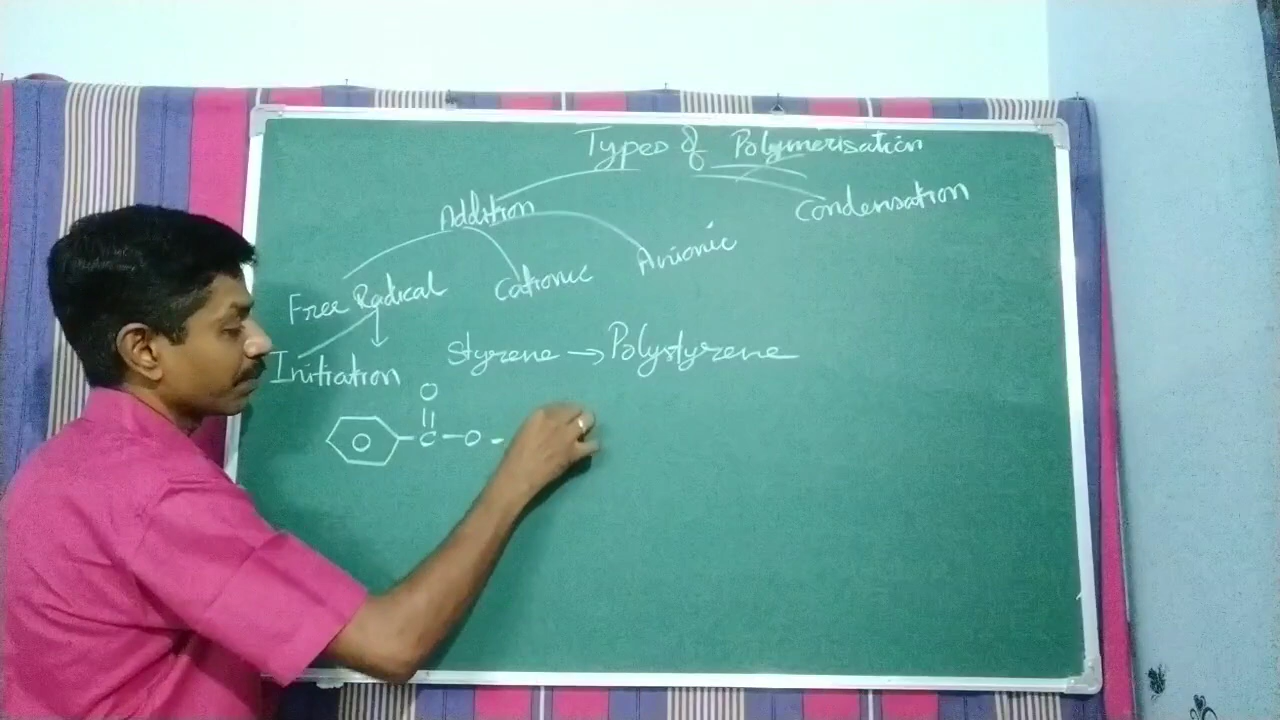 Types of Polymerisation
Addition Condensation
Free Radical Cationic Anionic
Initiation Styrene → Polystyrene
O
C - O -